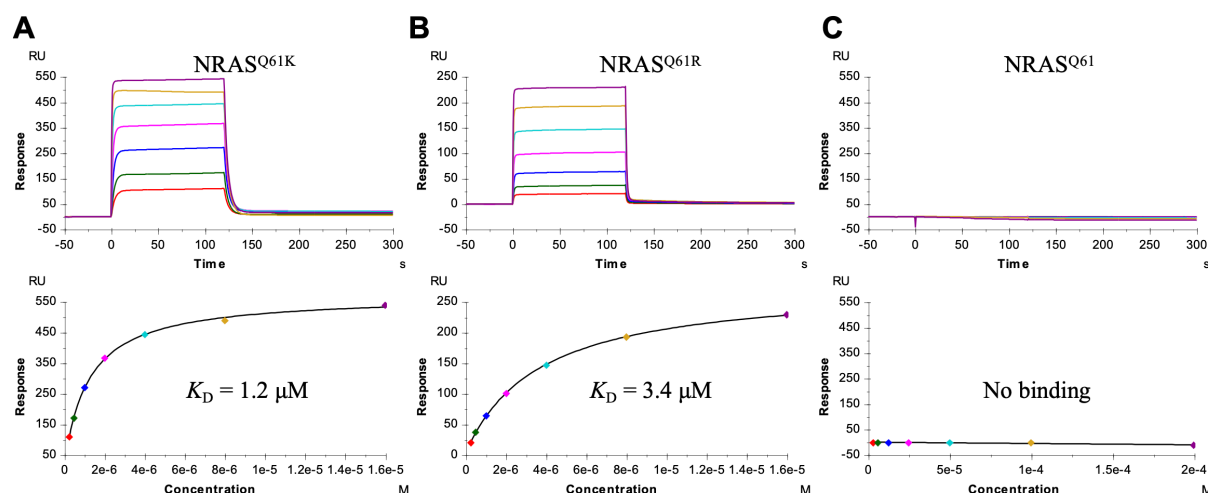 A
RU
NRASQ61K
550
450
350
250
150
50
-50
-50 0 50 100 150 200 250 300
Response
Time s
RU
550
450
350
250
150
50
0 2e-6 4e-6 6e-6 8e-6 1e-5 1.2e-5 1.4e-5 1.6e-5
Response
KD = 1.2 µM
Concentration M
B
RU
NRASQ61R
250
200
150
100
50
0
-50
-50 0 50 100 150 200 250 300
Response
Time s
RU
250
200
150
100
50
0
0 2e-6 4e-6 6e-6 8e-6 1e-5 1.2e-5 1.4e-5 1.6e-5
Response
KD = 3.4 µM
Concentration M
C
RU
NRASQ61
550
450
350
250
150
50
-50
-50 0 50 100 150 200 250 300
Response
Time s
RU
550
450
350
250
150
50
-50
0 5e-5 1e-4 1.5e-4 2e-4
Response
No binding
Concentration M